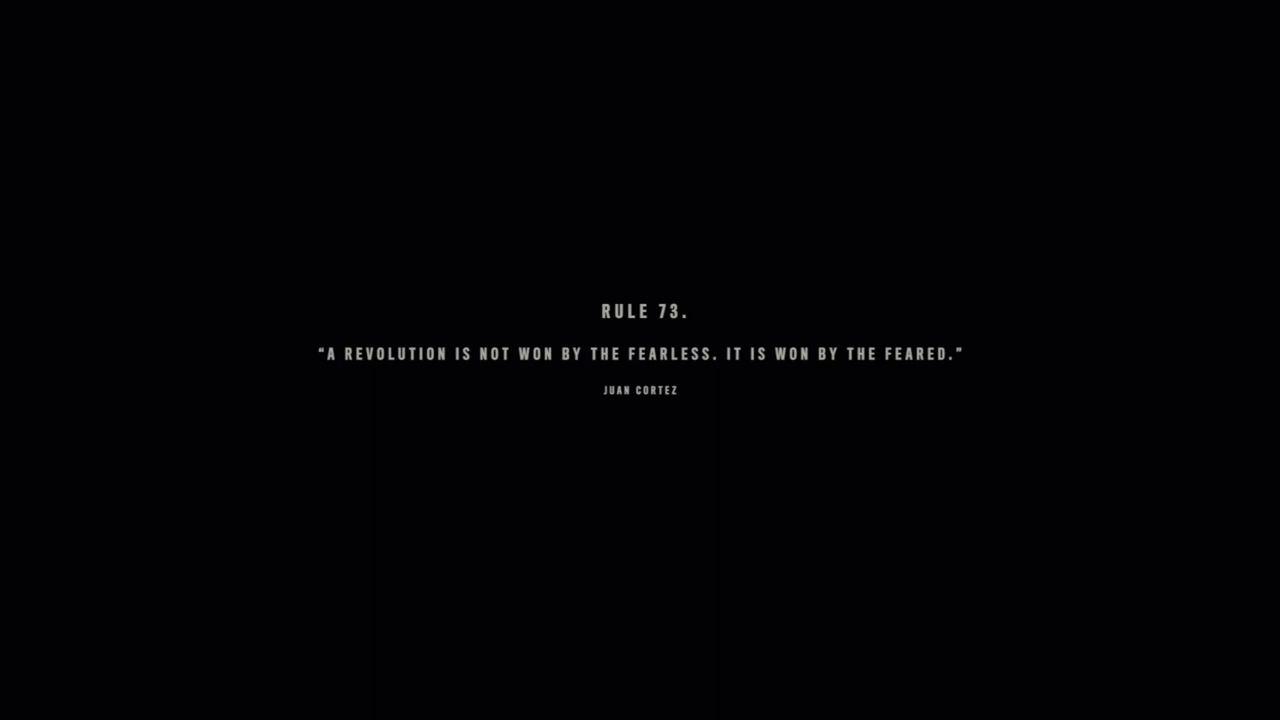 RULE 73.
“A REVOLUTION IS NOT WON BY THE FEARLESS. IT IS WON BY THE FEARED.”
JUAN CORTEZ